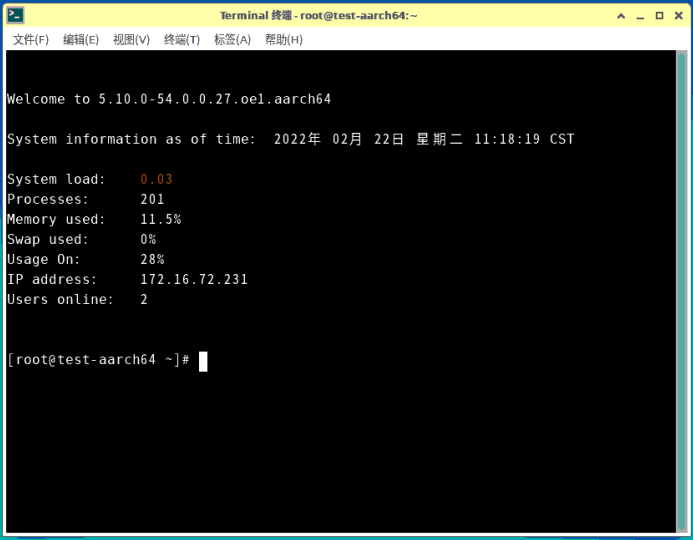 Terminal 终端 - root@test-aarch64:~
文件(F) 编辑(E) 视图(V) 终端(T) 标签(A) 帮助(H)
Welcome to 5.10.0-54.0.0.27.oe1.aarch64
System information as of time: 2022年 02月 22日 星期二 11:18:19 CST
System load: 0.03
Processes: 201
Memory used: 11.5%
Swap used: 0%
Usage On: 28%
IP address: 172.16.72.231
Users online: 2
[root@test-aarch64 ~]#